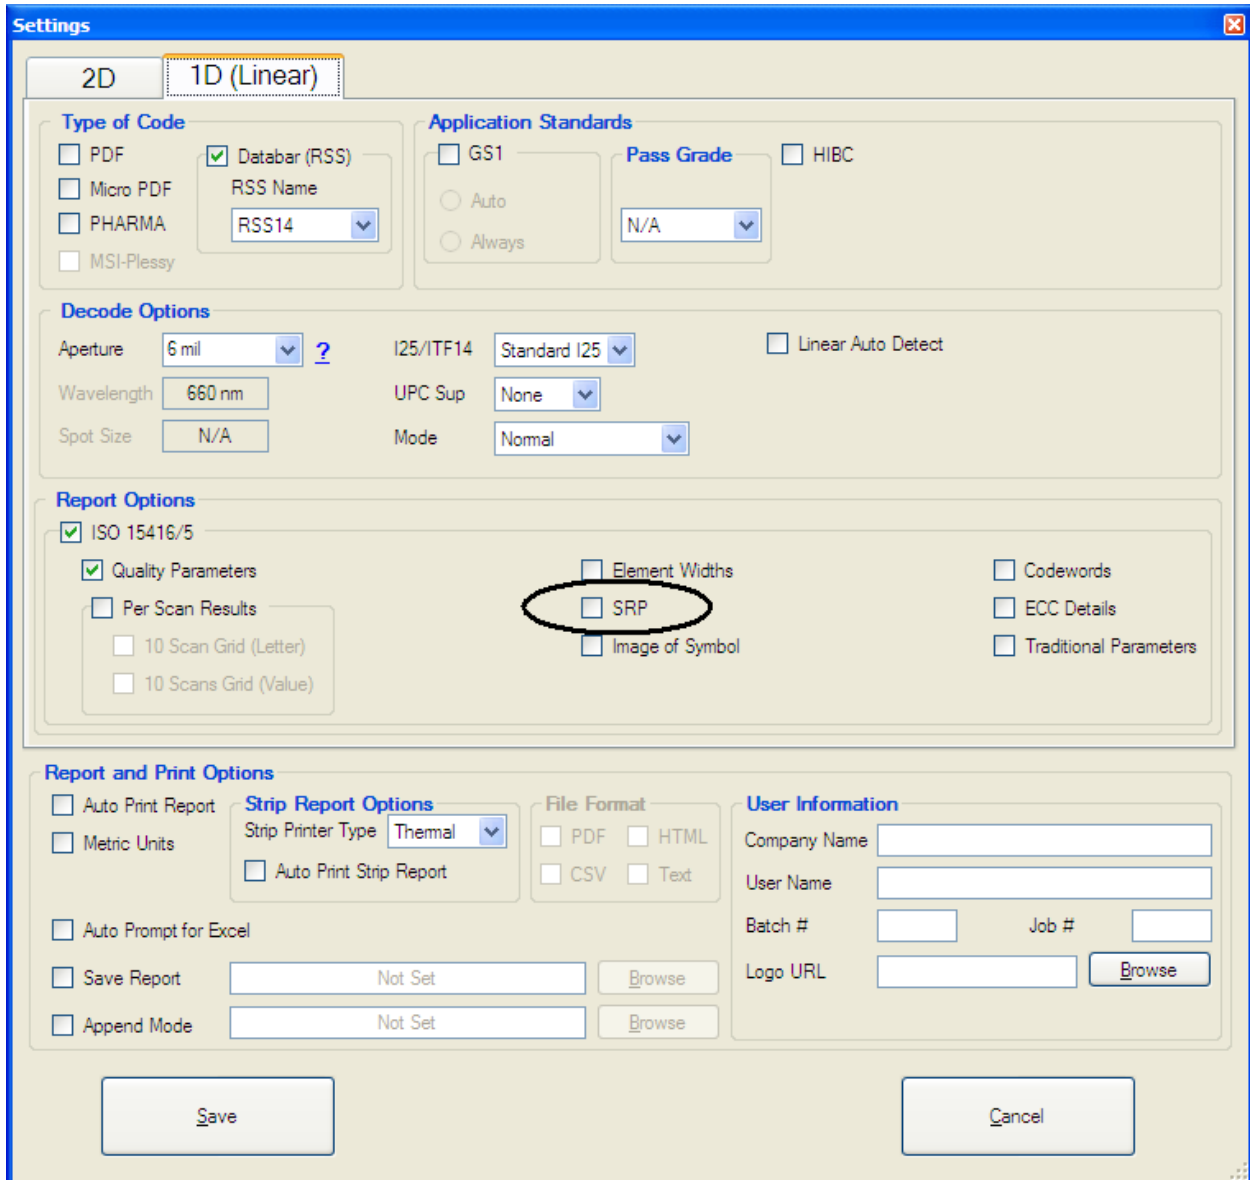 Settings
2D
1D (Linear)
Type of Code
PDF
Micro PDF
PHARMA
MSI-Plessy
Databar (RSS)
RSS Name
RSS14
Application Standards
GS1
Auto
Always
Pass Grade
N/A
HIBC
Decode Options
Aperture
6 mil
?
Wavelength
660 nm
Spot Size
N/A
I25/ITF14
Standard I25
UPC Sup
None
Mode
Normal
Linear Auto Detect
Report Options
ISO 15416/5
Quality Parameters
Per Scan Results
10 Scan Grid (Letter)
10 Scans Grid (Value)
Element Widths
SRP
Image of Symbol
Codewords
ECC Details
Traditional Parameters
Report and Print Options
Auto Print Report
Metric Units
Strip Report Options
Strip Printer Type
Thermal
Auto Print Strip Report
File Format
PDF
HTML
CSV
Text
Auto Prompt for Excel
Save Report
Not Set
Browse
Append Mode
Not Set
Browse
User Information
Company Name
User Name
Batch #
Job #
Logo URL
Browse
Save
Cancel